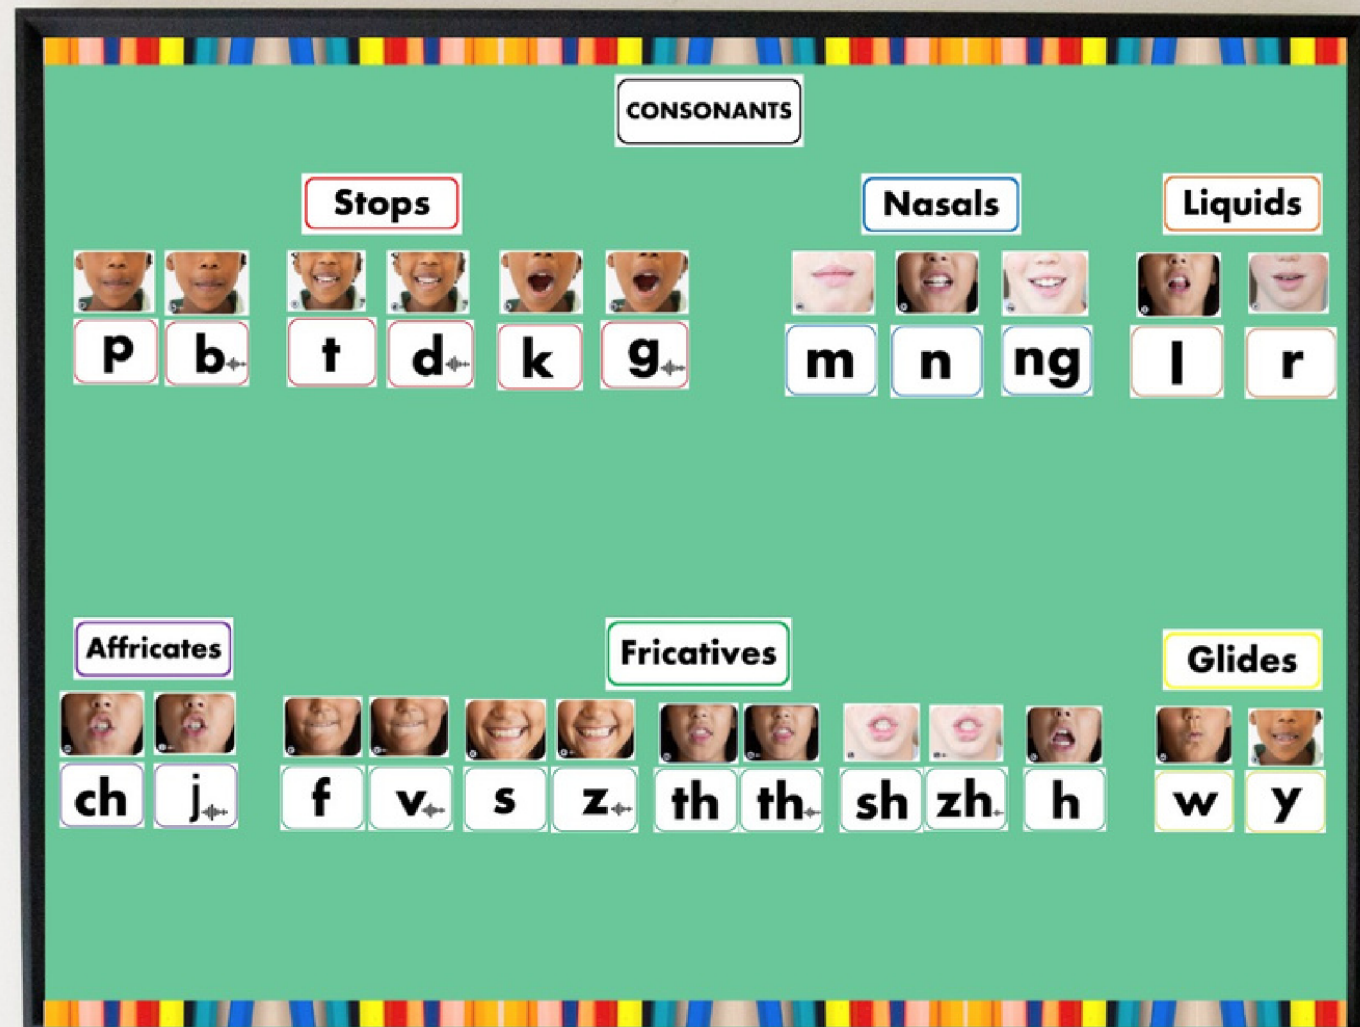 CONSONANTS
Stops Nasals Liquids
p b t d k g m n ng l r
Affricates Fricatives Glides
ch j f v s z th th sh zh h w y